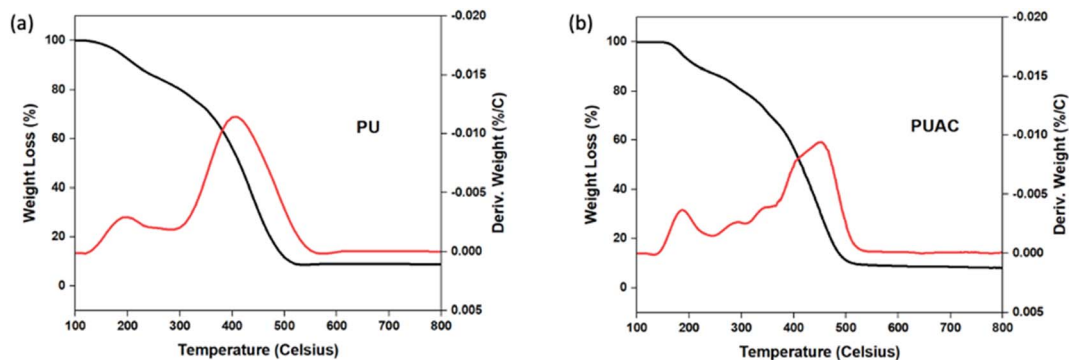 (a)
-0.020
100
80
60
40
20
0
Weight Loss (%)
-0.015
-0.010
-0.005
0.000
0.005
Deriv. Weight (%/C)
PU
100 200 300 400 500 600 700 800
Temperature (Celsius)
(b)
-0.020
100
80
60
40
20
0
Weight Loss (%)
-0.015
-0.010
-0.005
0.000
0.005
Deriv. Weight (%/C)
PUAC
100 200 300 400 500 600 700 800
Temperature (Celsius)